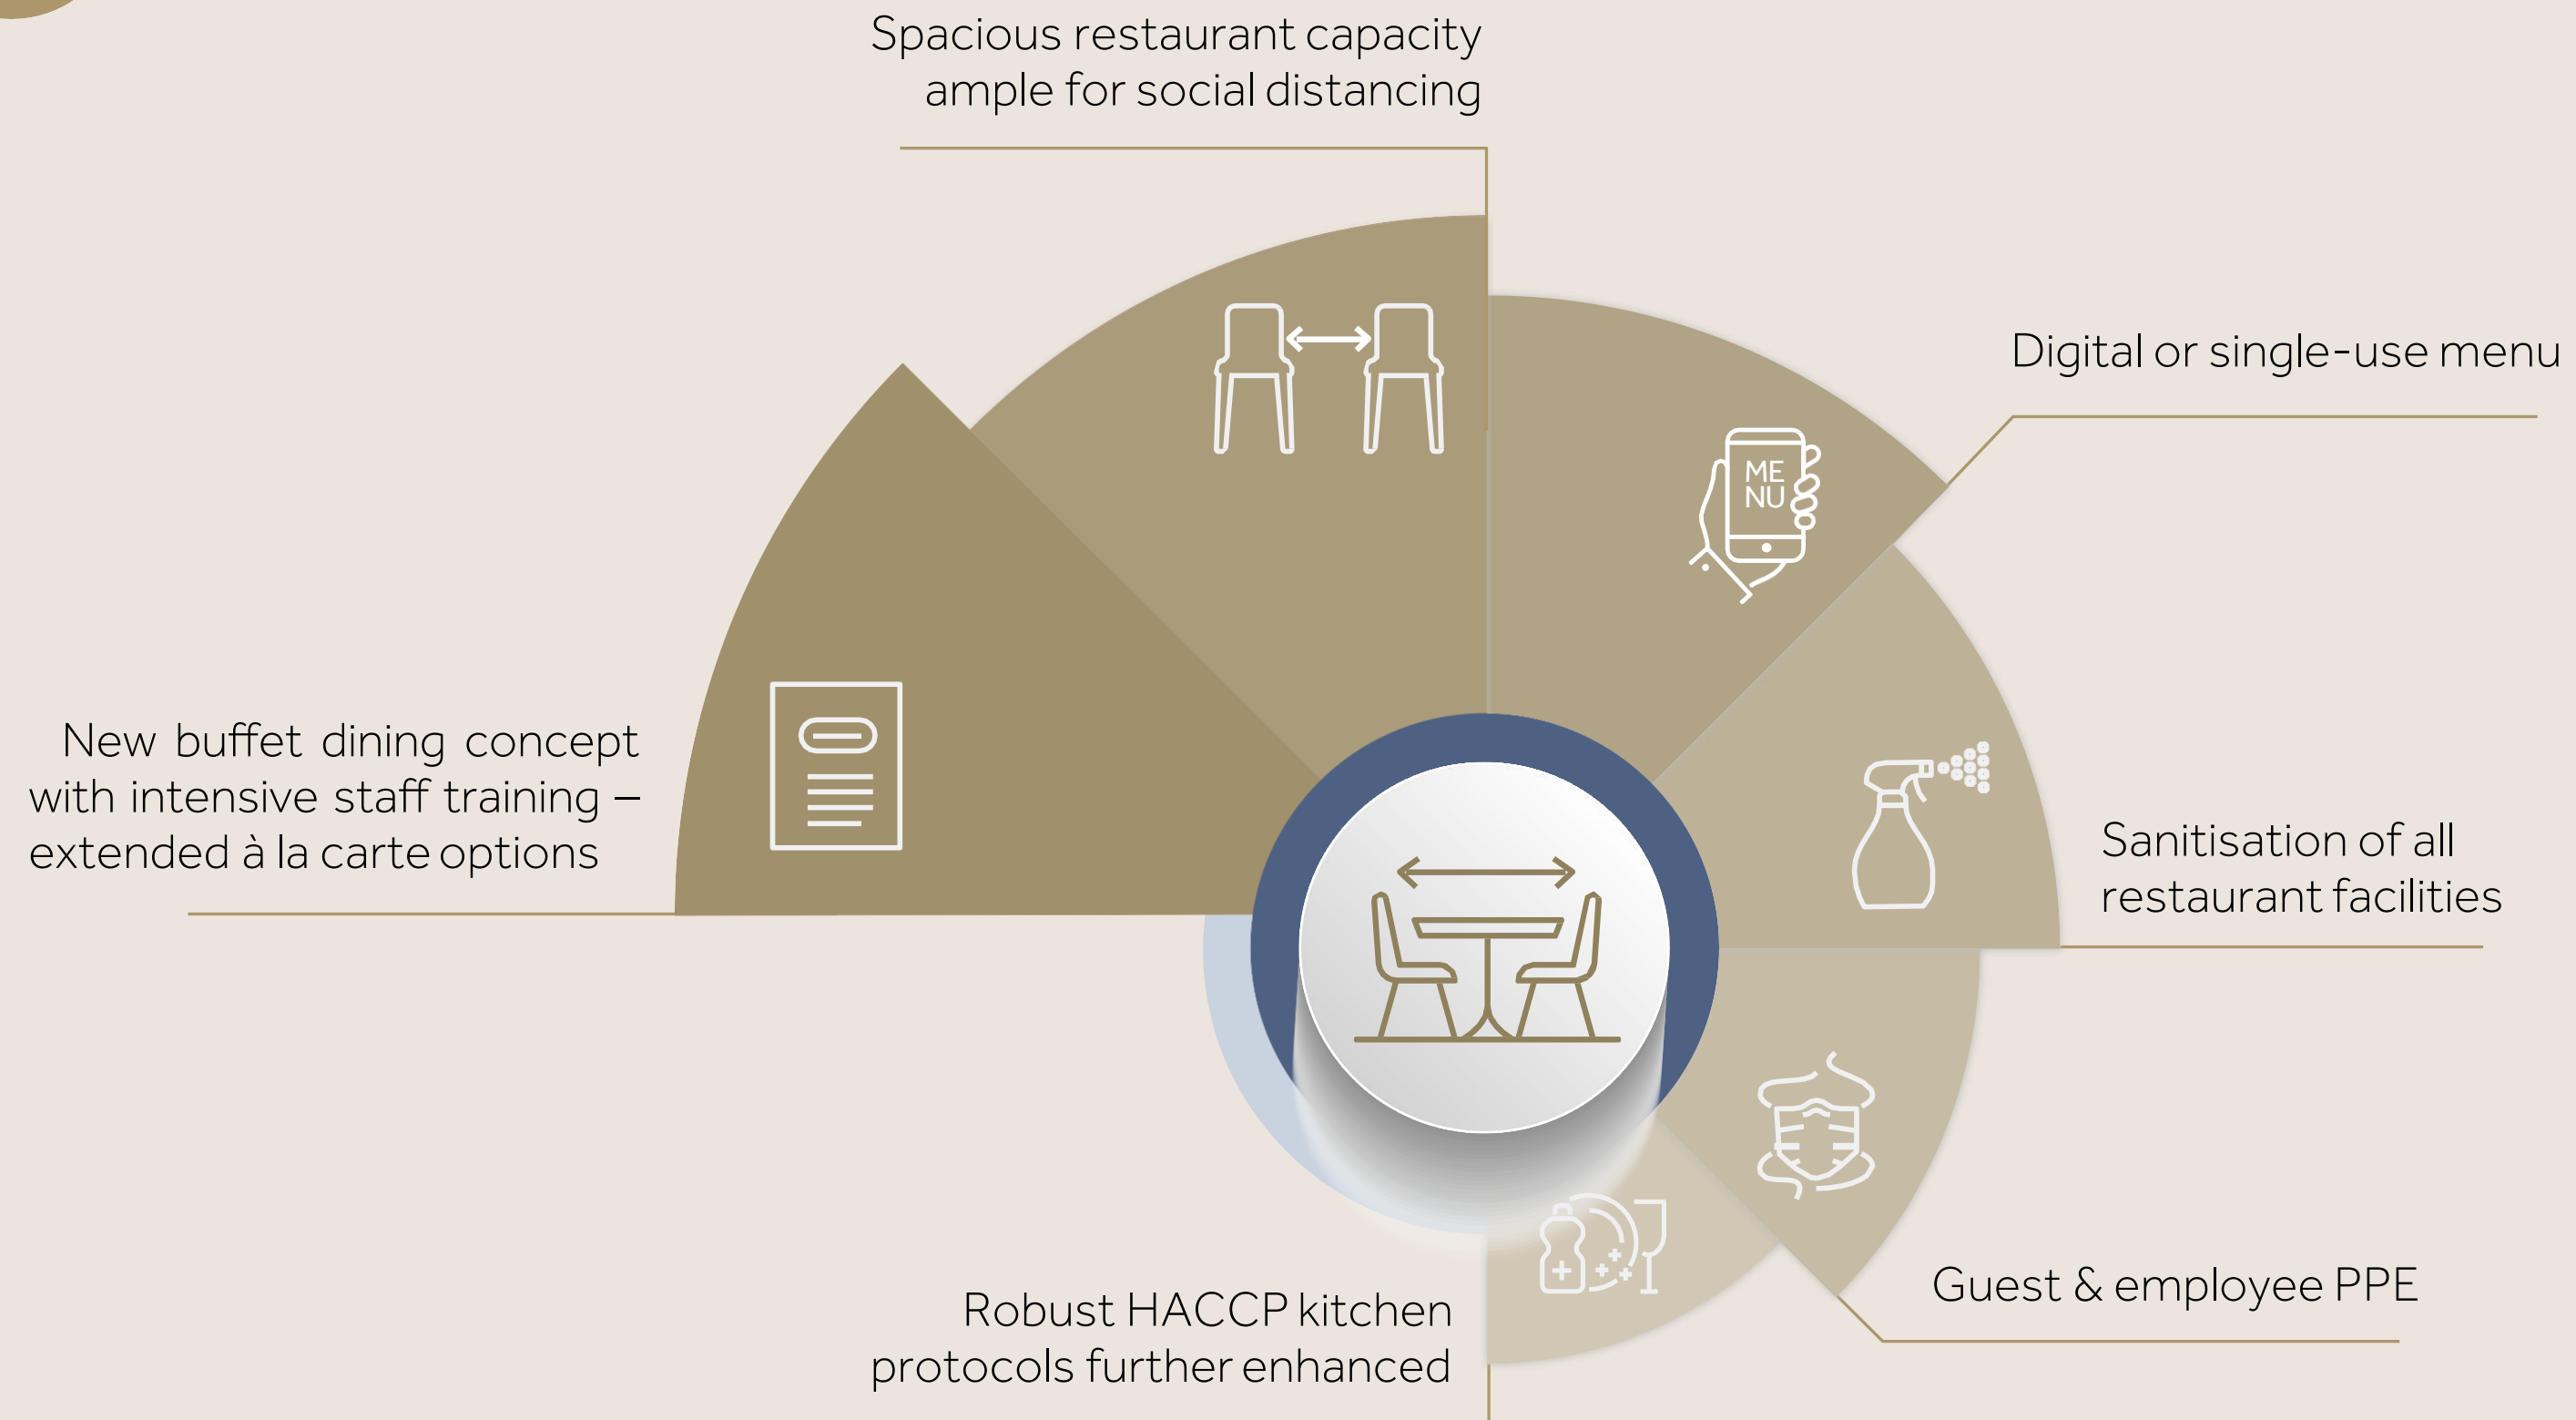 Spacious restaurant capacity
ample for social distancing
Digital or single-use menu
ME
NU
New buffet dining concept
with intensive staff training –
extended à la carte options
Sanitisation of all
restaurant facilities
Guest & employee PPE
Robust HACCP kitchen
protocols further enhanced